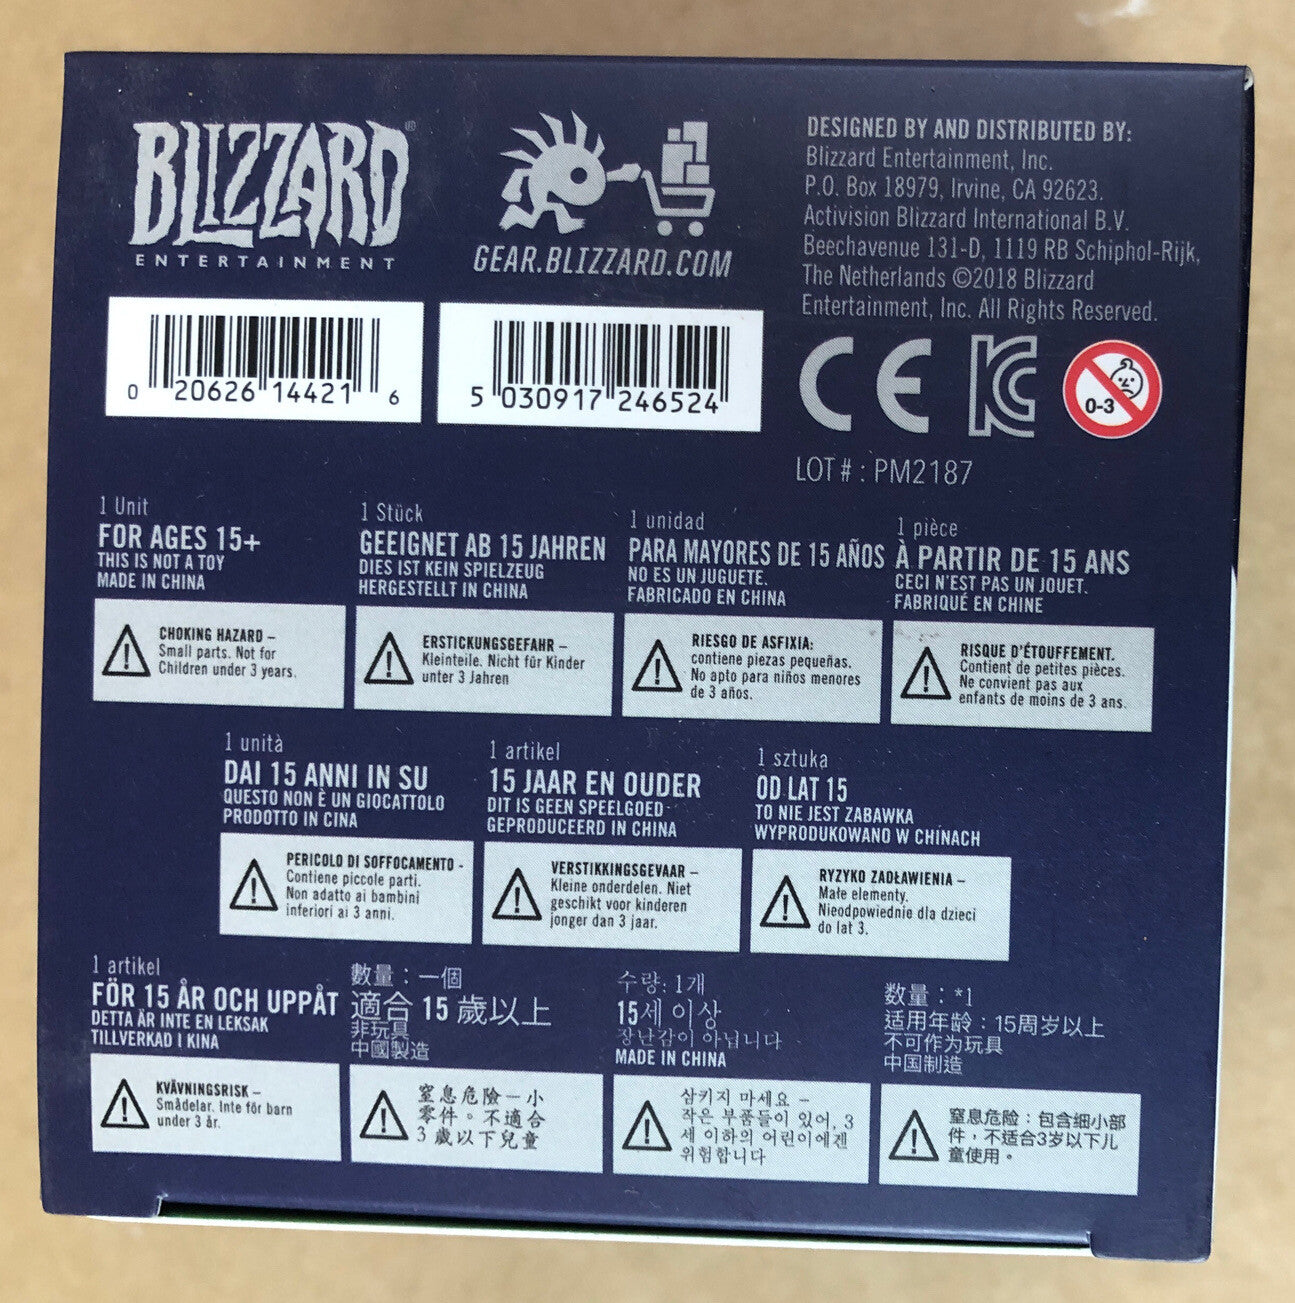 BLIZZARD®
ENTERTAINMENT
GEAR.BLIZZARD.COM
DESIGNED BY AND DISTRIBUTED BY:
Blizzard Entertainment, Inc.
P.O. Box 18979, Irvine, CA 92623.
Activision Blizzard International B.V.
Beechavenue 131-D, 1119 RB Schiphol-Rijk,
The Netherlands ©2018 Blizzard
Entertainment, Inc. All Rights Reserved.
0 20626 14421 6
5 030917 246524
CE
0-3
LOT # : PM2187
1 Unit
FOR AGES 15+
THIS IS NOT A TOY
MADE IN CHINA
CHOKING HAZARD –
Small parts. Not for
Children under 3 years.
1 Stück
GEEIGNET AB 15 JAHREN
DIES IST KEIN SPIELZEUG
HERGESTELLT IN CHINA
ERSTICKUNGSGEFAHR –
Kleinteile. Nicht für Kinder
unter 3 Jahren
1 unidad
PARA MAYORES DE 15 AÑOS
NO ES UN JUGUETE.
FABRICADO EN CHINA
RIESGO DE ASFIXIA:
contiene piezas pequeñas.
No apto para niños menores
de 3 años.
1 pièce
À PARTIR DE 15 ANS
CECI N'EST PAS UN JOUET.
FABRIQUÉ EN CHINE
RISQUE D'ÉTOUFFEMENT.
Contient de petites pièces.
Ne convient pas aux
enfants de moins de 3 ans.
1 unità
DAI 15 ANNI IN SU
QUESTO NON È UN GIOCATTOLO
PRODOTTO IN CINA
PERICOLO DI SOFFOCAMENTO -
Contiene piccole parti.
Non adatto ai bambini
inferiori ai 3 anni.
1 artikel
15 JAAR EN OUDER
DIT IS GEEN SPEELGOED
GEPRODUCEERD IN CHINA
VERSTIKKINGSGEVAAR –
Kleine onderdelen. Niet
geschikt voor kinderen
jonger dan 3 jaar.
1 sztuka
OD LAT 15
TO NIE JEST ZABAWKA
WYPRODUKOWANO W CHINACH
RYZYKO ZADŁAWIENIA –
Małe elementy.
Nieodpowiednie dla dzieci
do lat 3.
1 artikel
FÖR 15 ÅR OCH UPPÅT
DETTA ÄR INTE EN LEKSAK
TILLVERKAD I KINA
KVÄVNINGSRISK –
Smådelar. Inte för barn
under 3 år.
數量：一個
適合 15 歲以上
非玩具
中國製造
窒息危險－小
零件。不適合
3 歲以下兒童
수량: 1개
15세 이상
장난감이 아닙니다
MADE IN CHINA
삼키지 마세요 –
작은 부품들이 있어, 3
세 이하의 어린이에겐
위험합니다
数量：*1
适用年龄：15周岁以上
不可作为玩具
中国制造
窒息危险：包含细小部
件，不适合3岁以下儿
童使用。